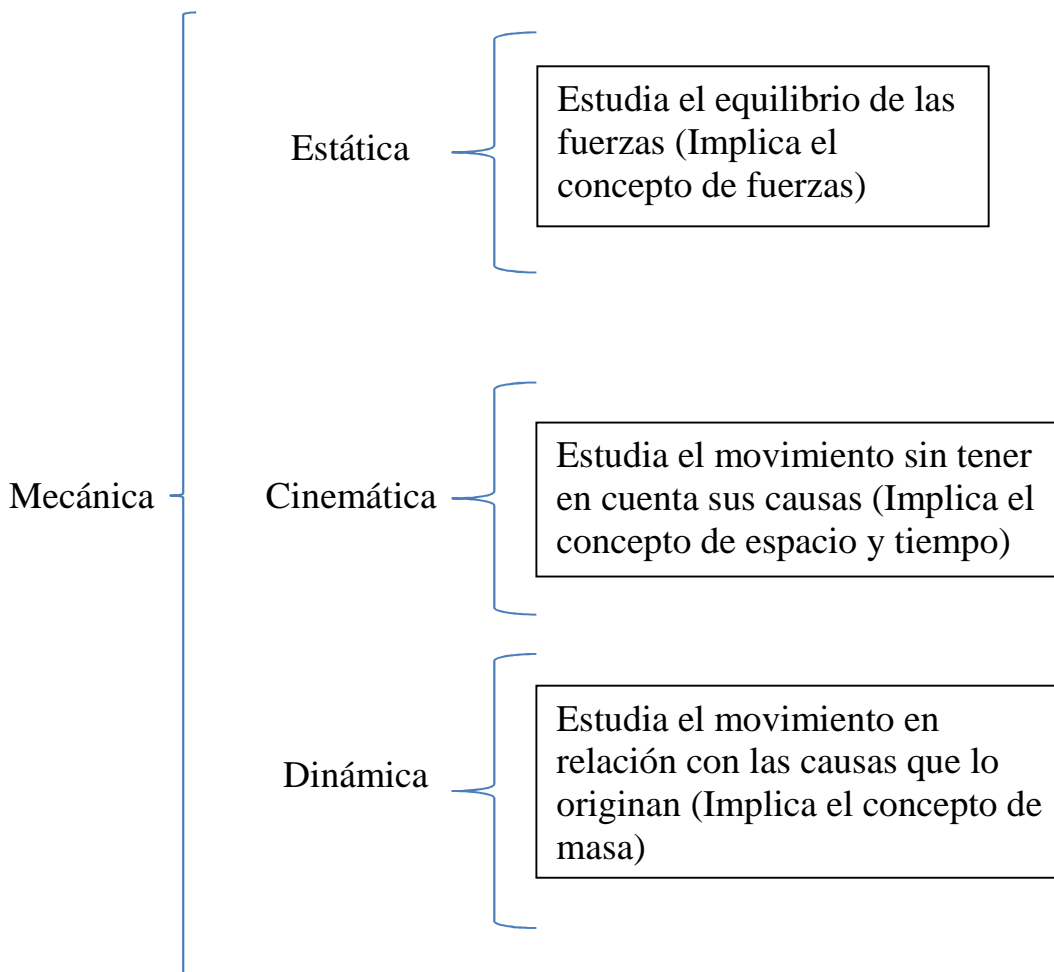 Mecánica
Estática
Estudia el equilibrio de las
fuerzas (Implica el
concepto de fuerzas)
Cinemática
Estudia el movimiento sin tener
en cuenta sus causas (Implica el
concepto de espacio y tiempo)
Dinámica
Estudia el movimiento en
relación con las causas que lo
originan (Implica el concepto de
masa)